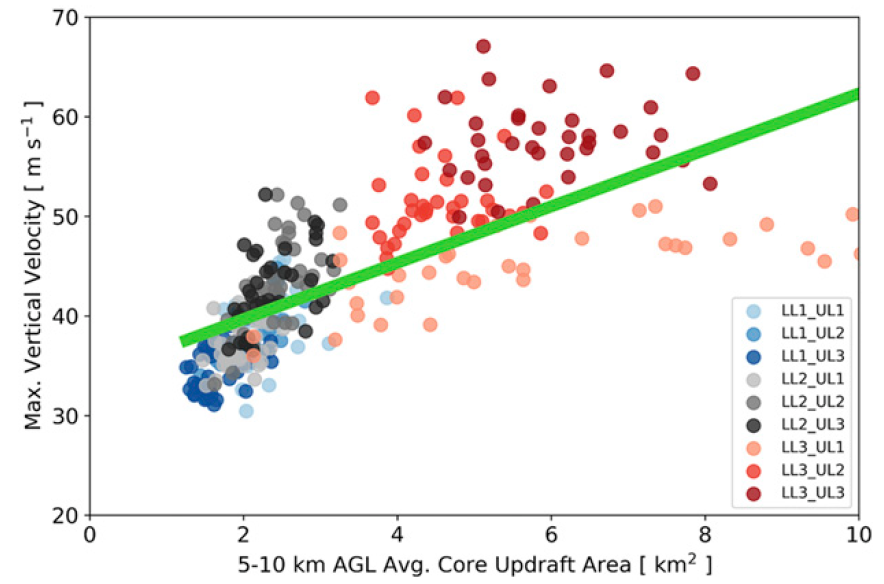 70
60
50
40
30
20
0
2
4
6
8
10
Max. Vertical Velocity [ m s⁻¹ ]
5-10 km AGL Avg. Core Updraft Area [ km² ]
LL1_UL1
LL1_UL2
LL1_UL3
LL2_UL1
LL2_UL2
LL2_UL3
LL3_UL1
LL3_UL2
LL3_UL3